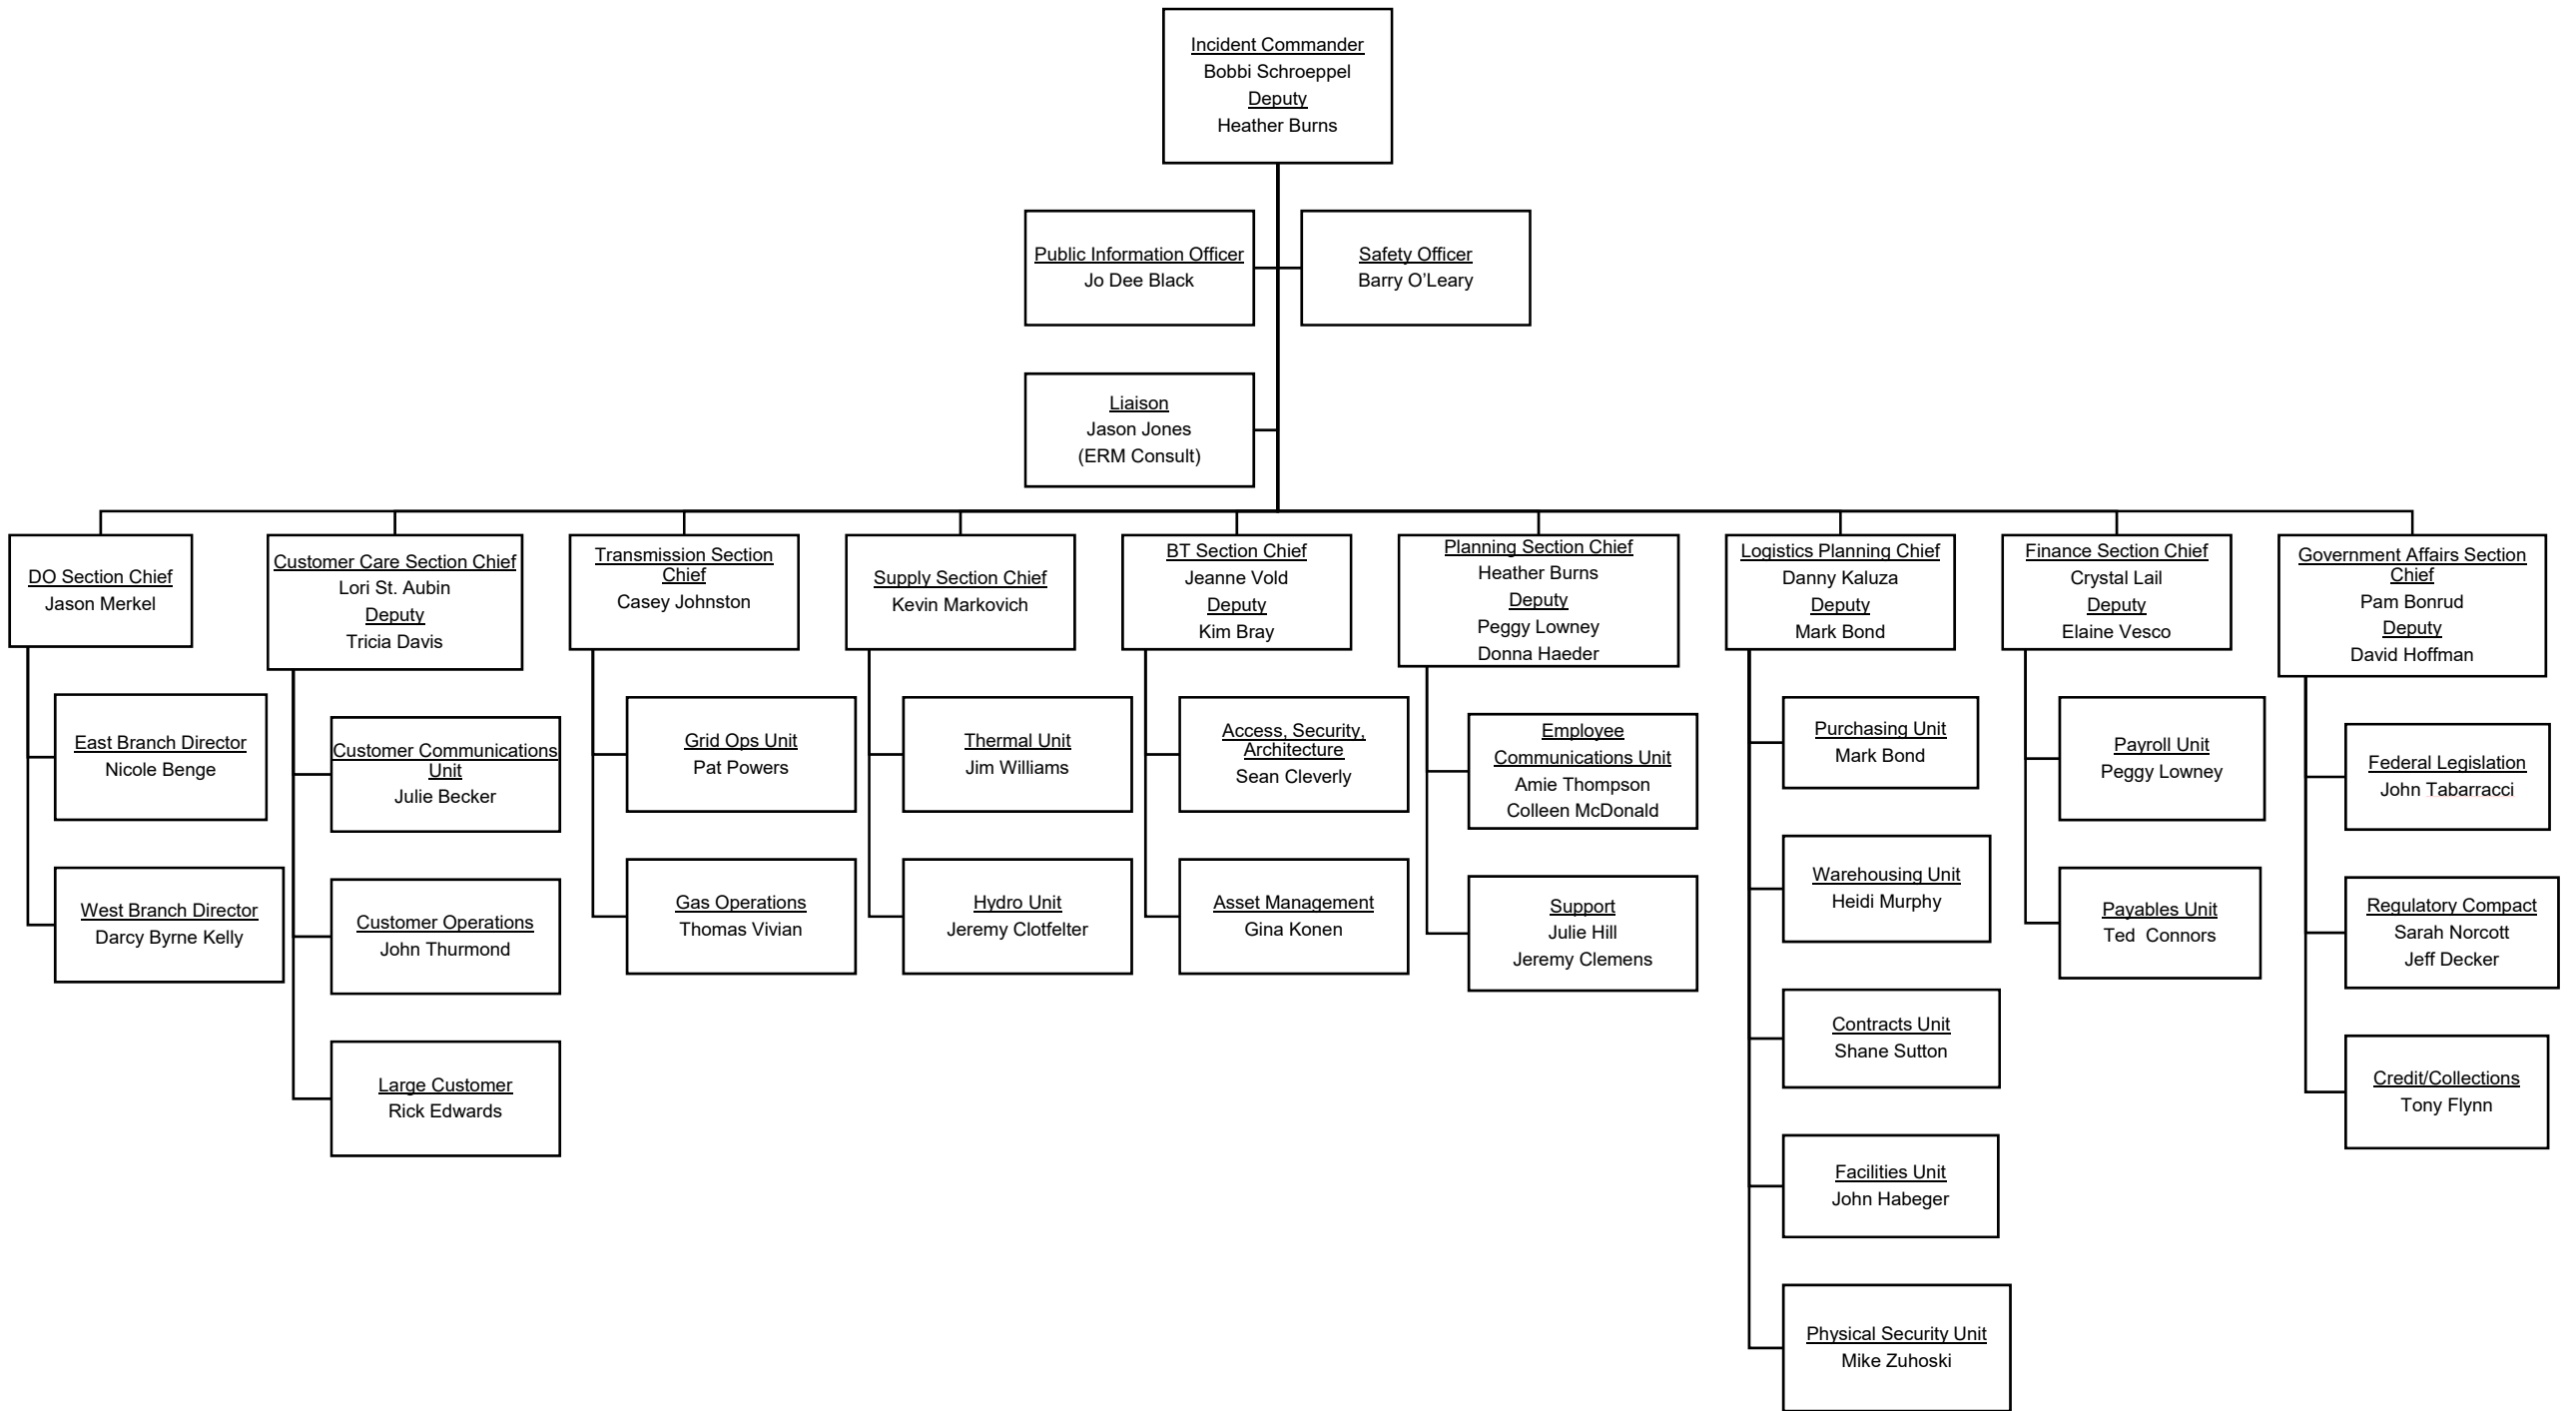 Incident Commander
Bobbi Schroeppel
Deputy
Heather Burns
Public Information Officer
Jo Dee Black
Safety Officer
Barry O’Leary
Liaison
Jason Jones
(ERM Consult)
DO Section Chief
Jason Merkel
East Branch Director
Nicole Benge
West Branch Director
Darcy Byrne Kelly
Customer Care Section Chief
Lori St. Aubin
Deputy
Tricia Davis
Customer Communications
Unit
Julie Becker
Customer Operations
John Thurmond
Large Customer
Rick Edwards
Transmission Section
Chief
Casey Johnston
Grid Ops Unit
Pat Powers
Gas Operations
Thomas Vivian
Supply Section Chief
Kevin Markovich
Thermal Unit
Jim Williams
Hydro Unit
Jeremy Clotfelter
BT Section Chief
Jeanne Vold
Deputy
Kim Bray
Access, Security,
Architecture
Sean Cleverly
Asset Management
Gina Konen
Planning Section Chief
Heather Burns
Deputy
Peggy Lowney
Donna Haeder
Employee
Communications Unit
Amie Thompson
Colleen McDonald
Support
Julie Hill
Jeremy Clemens
Logistics Planning Chief
Danny Kaluza
Deputy
Mark Bond
Purchasing Unit
Mark Bond
Warehousing Unit
Heidi Murphy
Contracts Unit
Shane Sutton
Facilities Unit
John Habeger
Physical Security Unit
Mike Zuhoski
Finance Section Chief
Crystal Lail
Deputy
Elaine Vesco
Payroll Unit
Peggy Lowney
Payables Unit
Ted  Connors
Government Affairs Section
Chief
Pam Bonrud
Deputy
David Hoffman
Federal Legislation
John Tabarracci
Regulatory Compact
Sarah Norcott
Jeff Decker
Credit/Collections
Tony Flynn